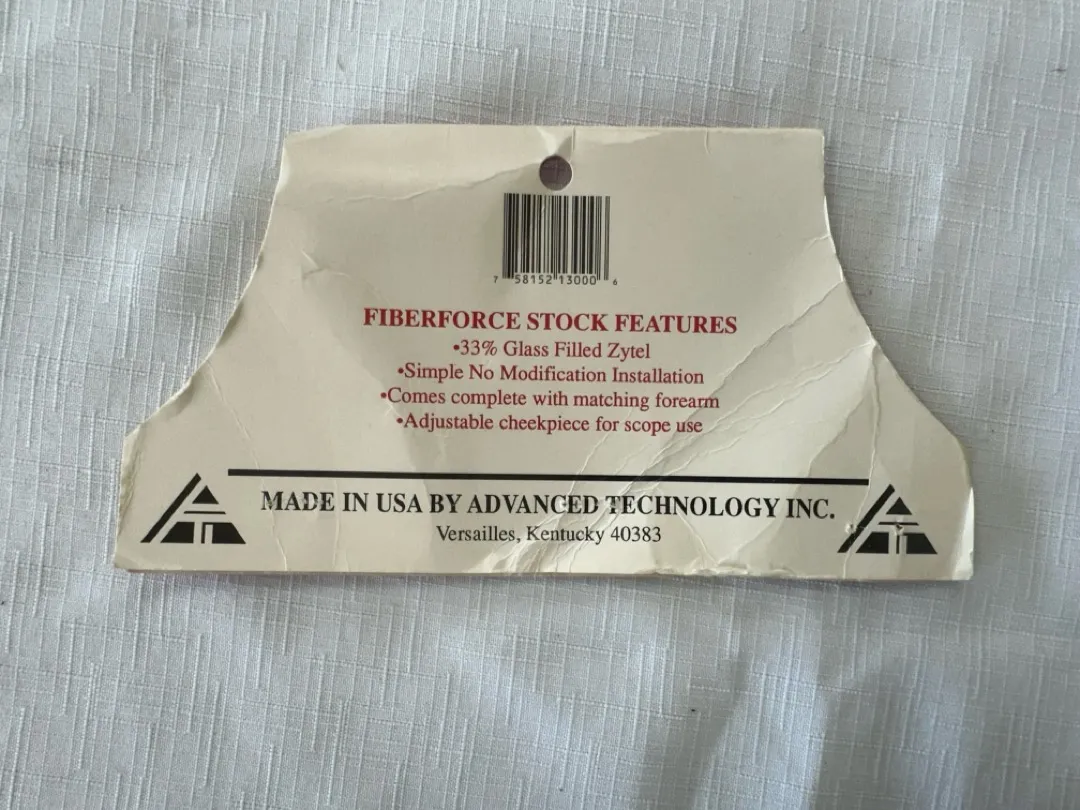 7 58152 13000 6
FIBERFORCE STOCK FEATURES
•33% Glass Filled Zytel
•Simple No Modification Installation
•Comes complete with matching forearm
•Adjustable cheekpiece for scope use
MADE IN USA BY ADVANCED TECHNOLOGY INC.
Versailles, Kentucky 40383